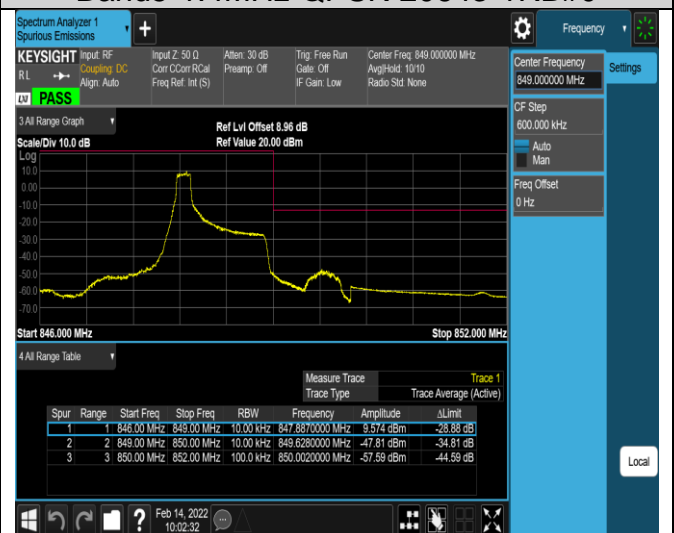 Spectrum Analyzer 1
Spurious Emissions
Frequency
KEYSIGHT
RL
Input: RF
Coupling: DC
Align: Auto
Input Z: 50 Ω
Corr CCorr RCal
Freq Ref: Int (S)
Atten: 30 dB
Preamp: Off
Trig: Free Run
Gate: Off
IF Gain: Low
Center Freq: 849.000000 MHz
Avg|Hold: 10/10
Radio Std: None
PASS
Center Frequency
849.000000 MHz
Settings
CF Step
600.000 kHz
Auto
Man
Freq Offset
0 Hz
3 All Range Graph
Scale/Div 10.0 dB
Ref Lvl Offset 8.96 dB
Ref Value 20.00 dBm
Log
10.0
0.00
-10.0
-20.0
-30.0
-40.0
-50.0
-60.0
-70.0
Start 846.000 MHz
Stop 852.000 MHz
4 All Range Table
Measure Trace Trace 1
Trace Type Trace Average (Active)
Spur Range Start Freq Stop Freq RBW Frequency Amplitude ΔLimit
1 1 846.00 MHz 849.00 MHz 10.00 kHz 847.8870000 MHz 9.574 dBm -28.88 dB
2 2 849.00 MHz 850.00 MHz 10.00 kHz 849.6280000 MHz -47.81 dBm -34.81 dB
3 3 850.00 MHz 852.00 MHz 100.0 kHz 850.0020000 MHz -57.59 dBm -44.59 dB
Local
?
Feb 14, 2022
10:02:32